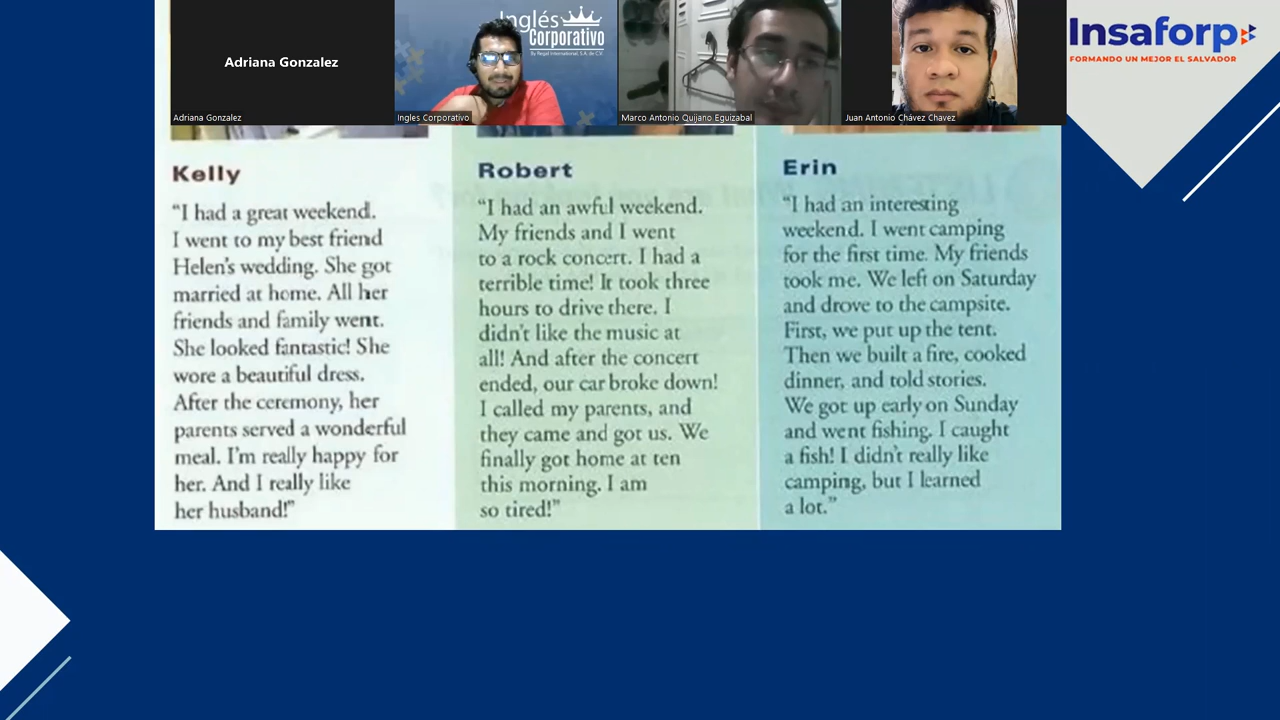 Adriana Gonzalez
Adriana Gonzalez
Inglés
Corporativo
By Regal International, S.A. de C.V.
Ingles Corporativo
Marco Antonio Quijano Eguizabal
Juan Antonio Chávez Chavez
Insaforp
FORMANDO UN MEJOR EL SALVADOR
Kelly
"I had a great weekend.
I went to my best friend
Helen's wedding. She got
married at home. All her
friends and family went.
She looked fantastic! She
wore a beautiful dress.
After the ceremony, her
parents served a wonderful
meal. I'm really happy for
her. And I really like
her husband!"
Robert
"I had an awful weekend.
My friends and I went
to a rock concert. I had a
terrible time! It took three
hours to drive there. I
didn't like the music at
all! And after the concert
ended, our car broke down!
I called my parents, and
they came and got us. We
finally got home at ten
this morning. I am
so tired!"
Erin
"I had an interesting
weekend. I went camping
for the first time. My friends
took me. We left on Saturday
and drove to the campsite.
First, we put up the tent.
Then we built a fire, cooked
dinner, and told stories.
We got up early on Sunday
and went fishing. I caught
a fish! I didn't really like
camping, but I learned
a lot."